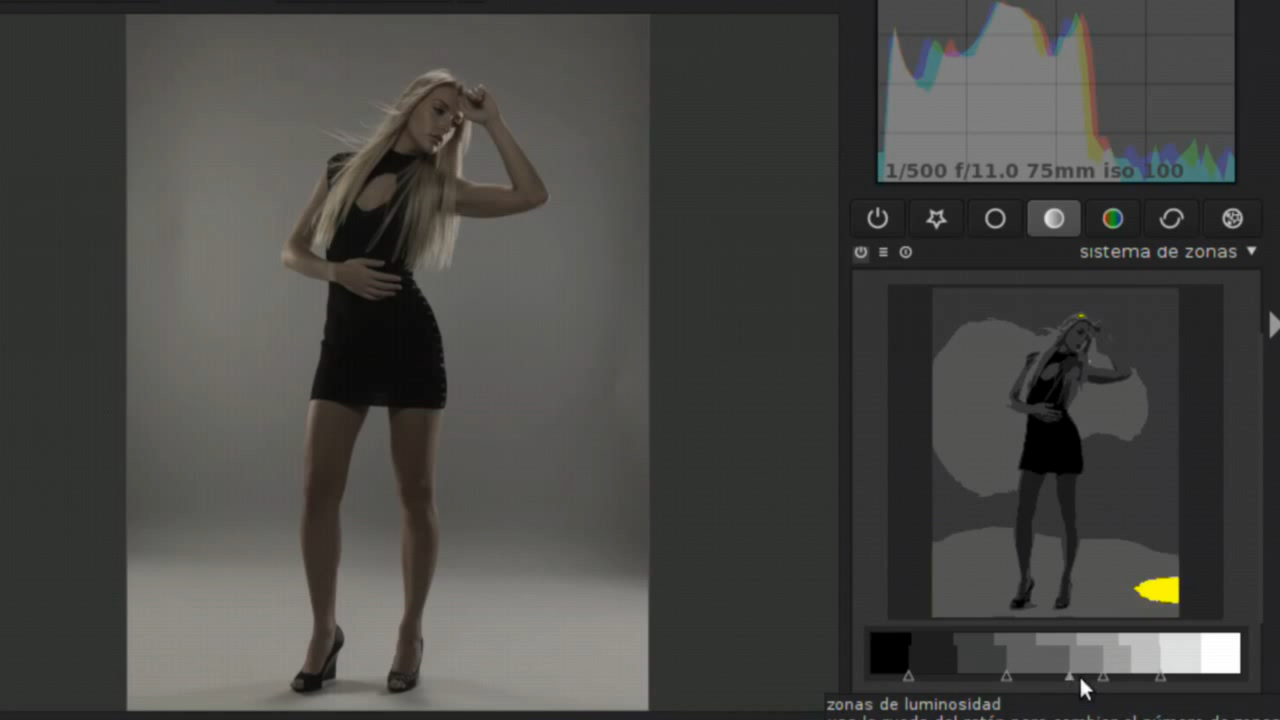 1/500 f/11.0 75mm iso 100
sistema de zonas
zonas de luminosidad